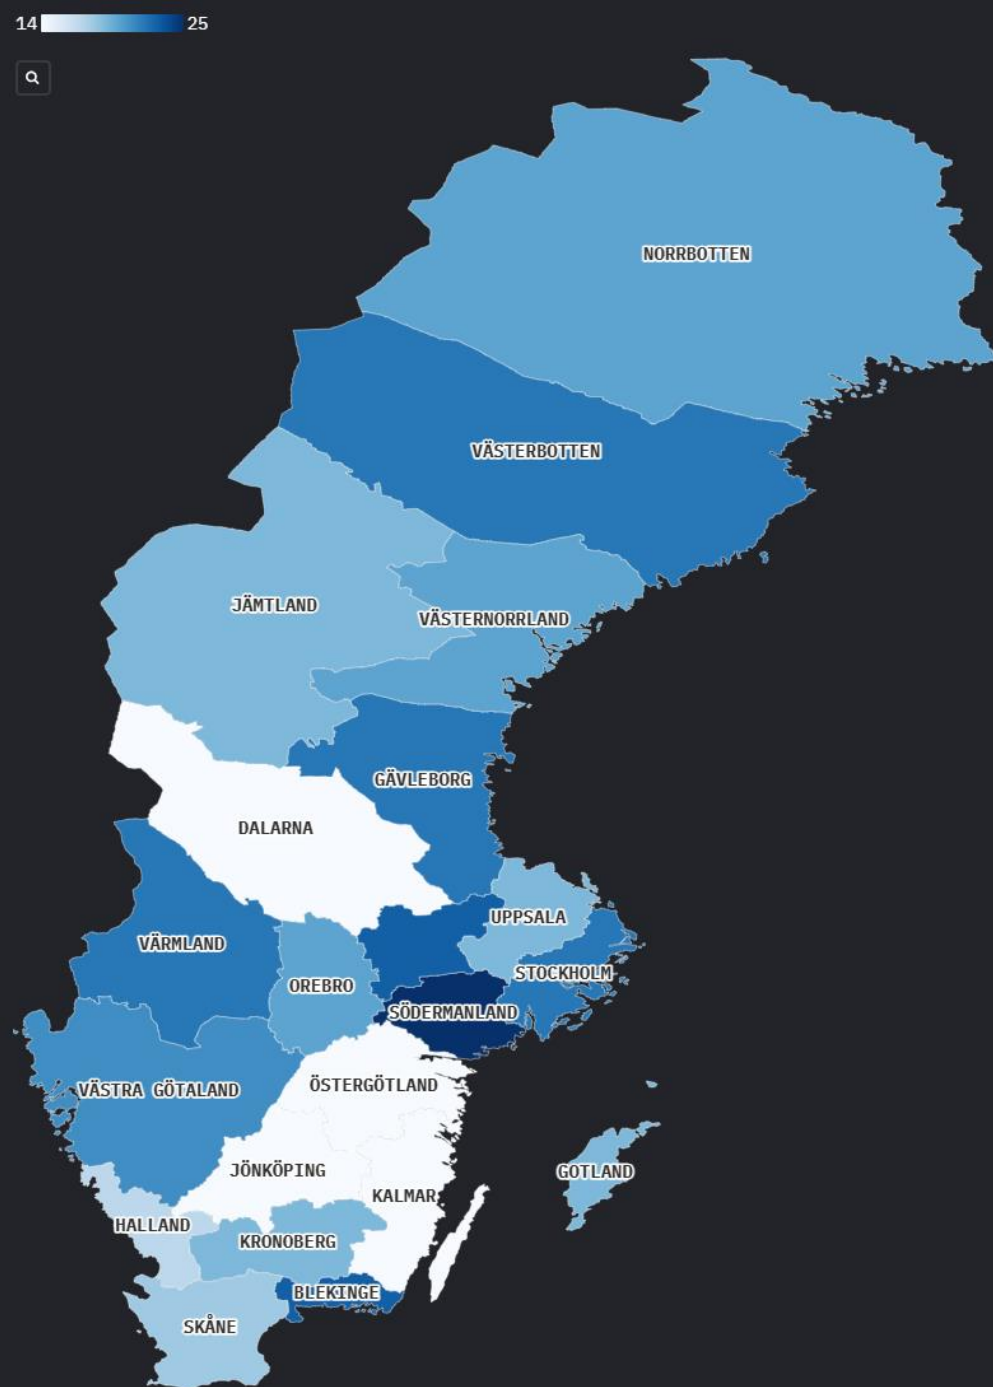 14 25
NORRBOTTEN
VÄSTERBOTTEN
JÄMTLAND
VÄSTERNORRLAND
GÄVLEBORG
DALARNA
UPPSALA
VÄRMLAND
STOCKHOLM
OREBRO
SÖDERMANLAND
ÖSTERGÖTLAND
VÄSTRA GÖTALAND
JÖNKÖPING
GOTLAND
KALMAR
HALLAND
KRONOBERG
BLEKINGE
SKÅNE